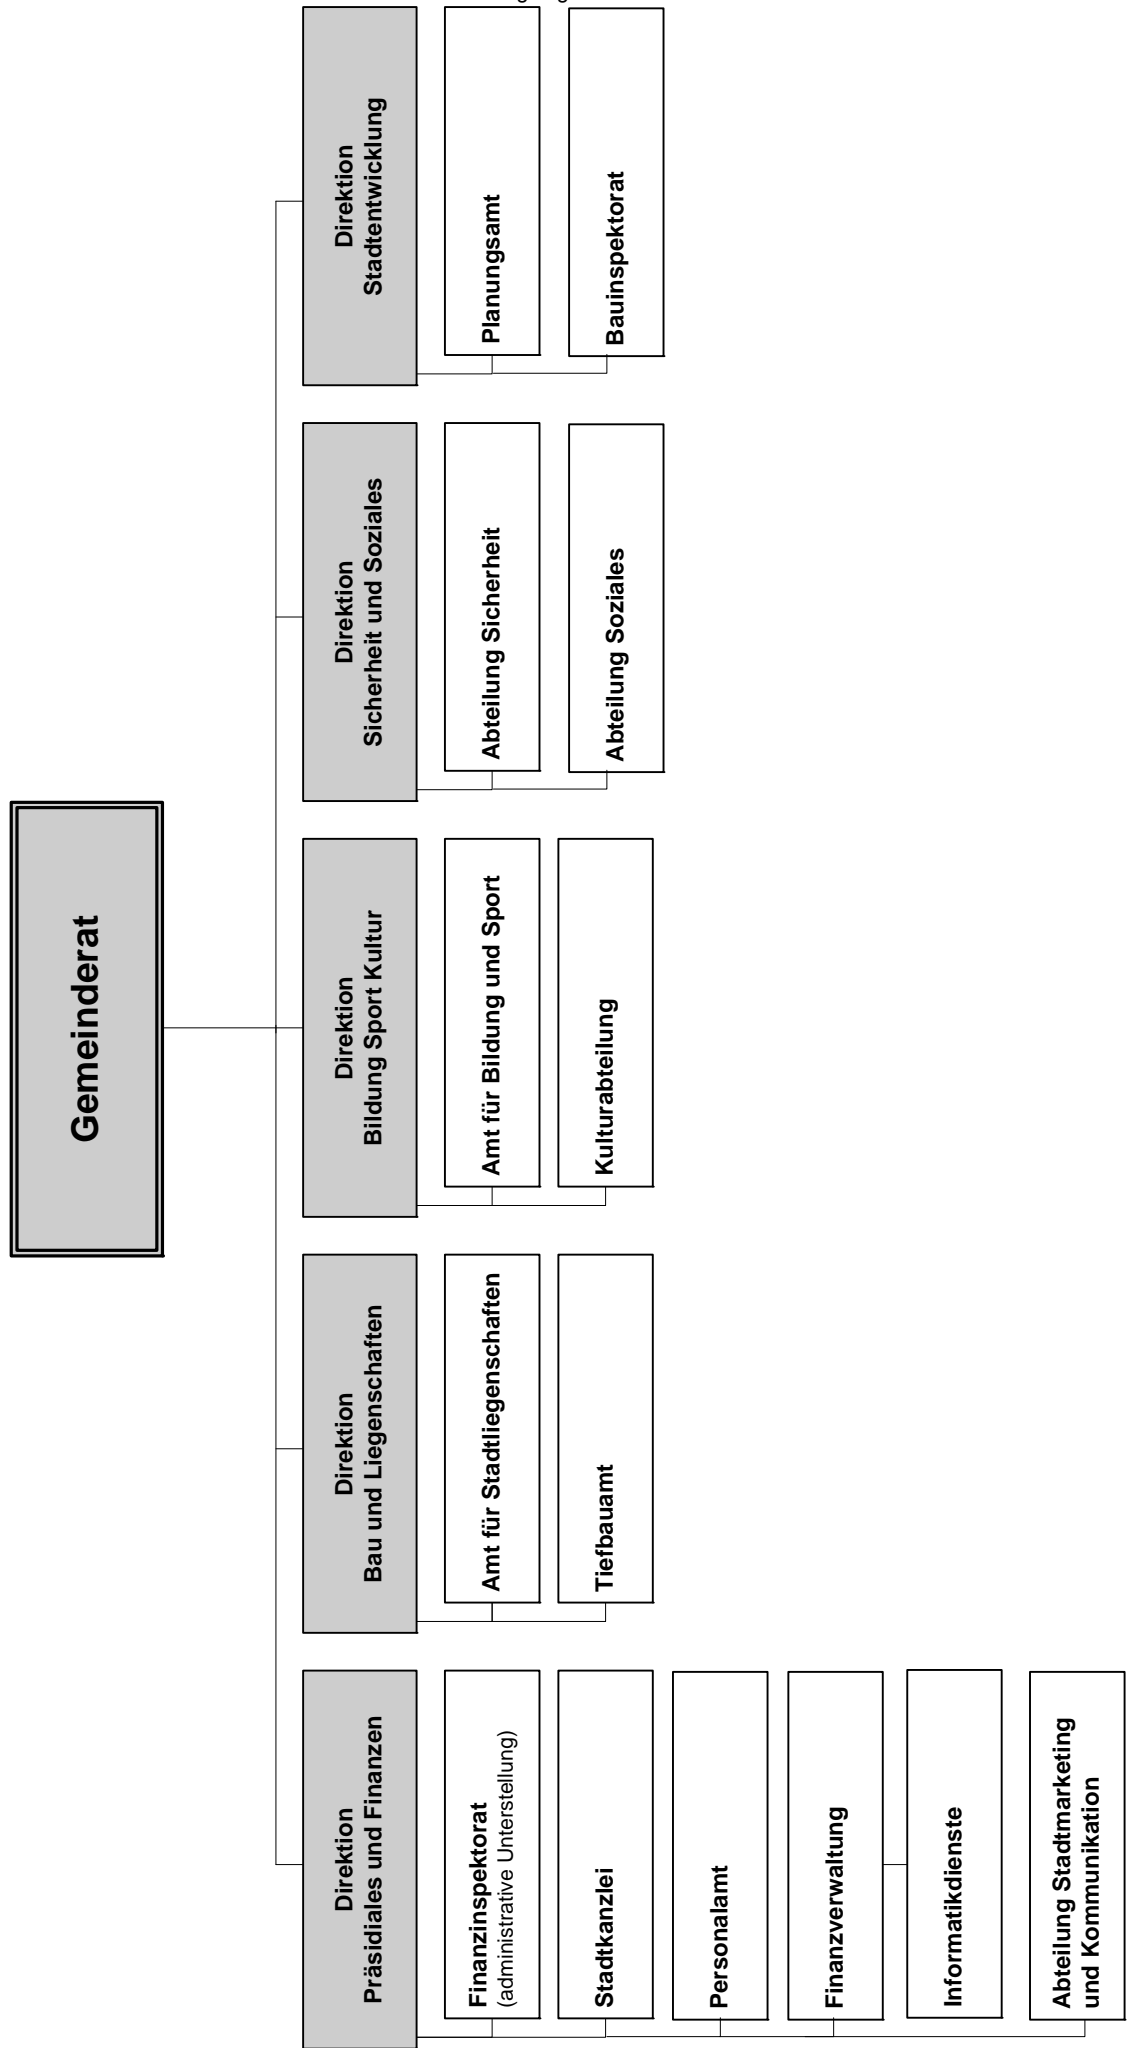 Gemeinderat
Direktion
Präsidiales und Finanzen
Finanzinspektorat
(administrative Unterstellung)
Stadtkanzlei
Personalamt
Finanzverwaltung
Informatikdienste
Abteilung Stadtmarketing
und Kommunikation
Direktion
Bau und Liegenschaften
Amt für Stadtliegenschaften
Tiefbauamt
Direktion
Bildung Sport Kultur
Amt für Bildung und Sport
Kulturabteilung
Direktion
Sicherheit und Soziales
Abteilung Sicherheit
Abteilung Soziales
Direktion
Stadtentwicklung
Planungsamt
Bauinspektorat